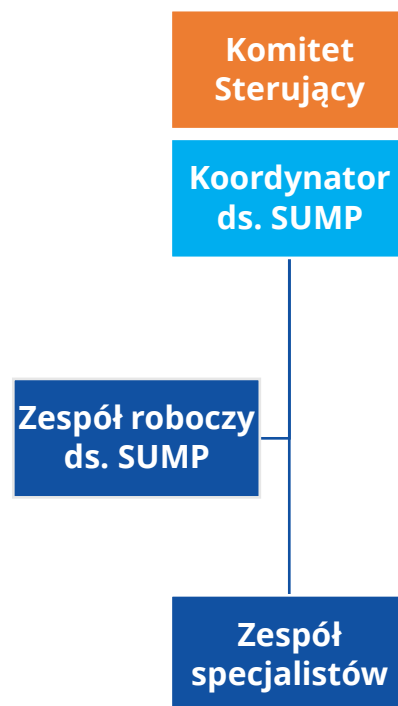 Komitet
Sterujący
Koordynator
ds. SUMP
Zespół roboczy
ds. SUMP
Zespół
specjalistów